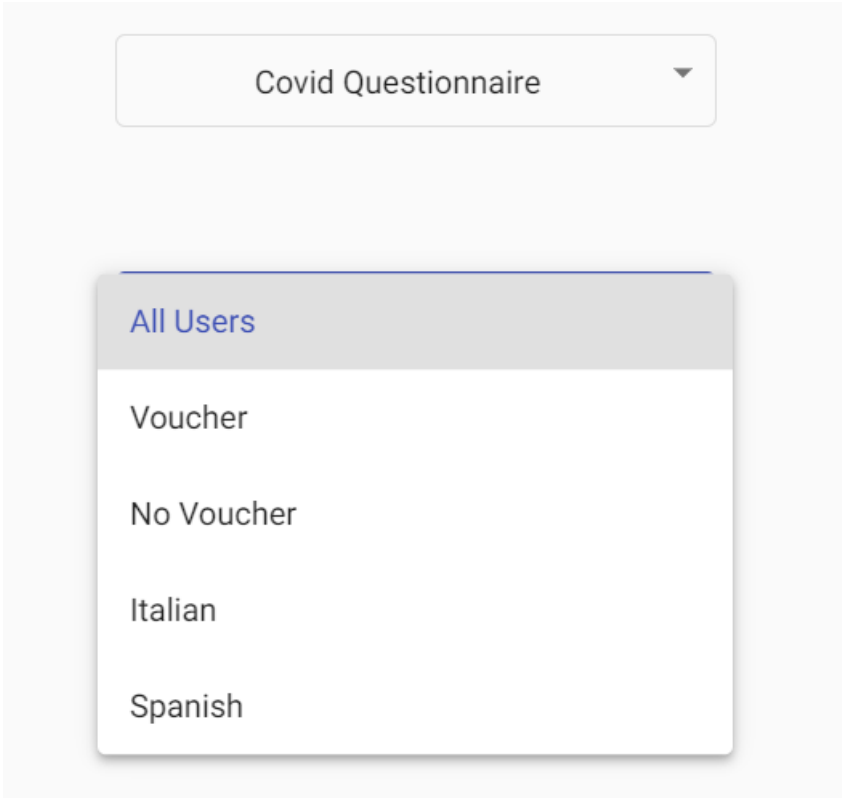 Covid Questionnaire
All Users
Voucher
No Voucher
Italian
Spanish